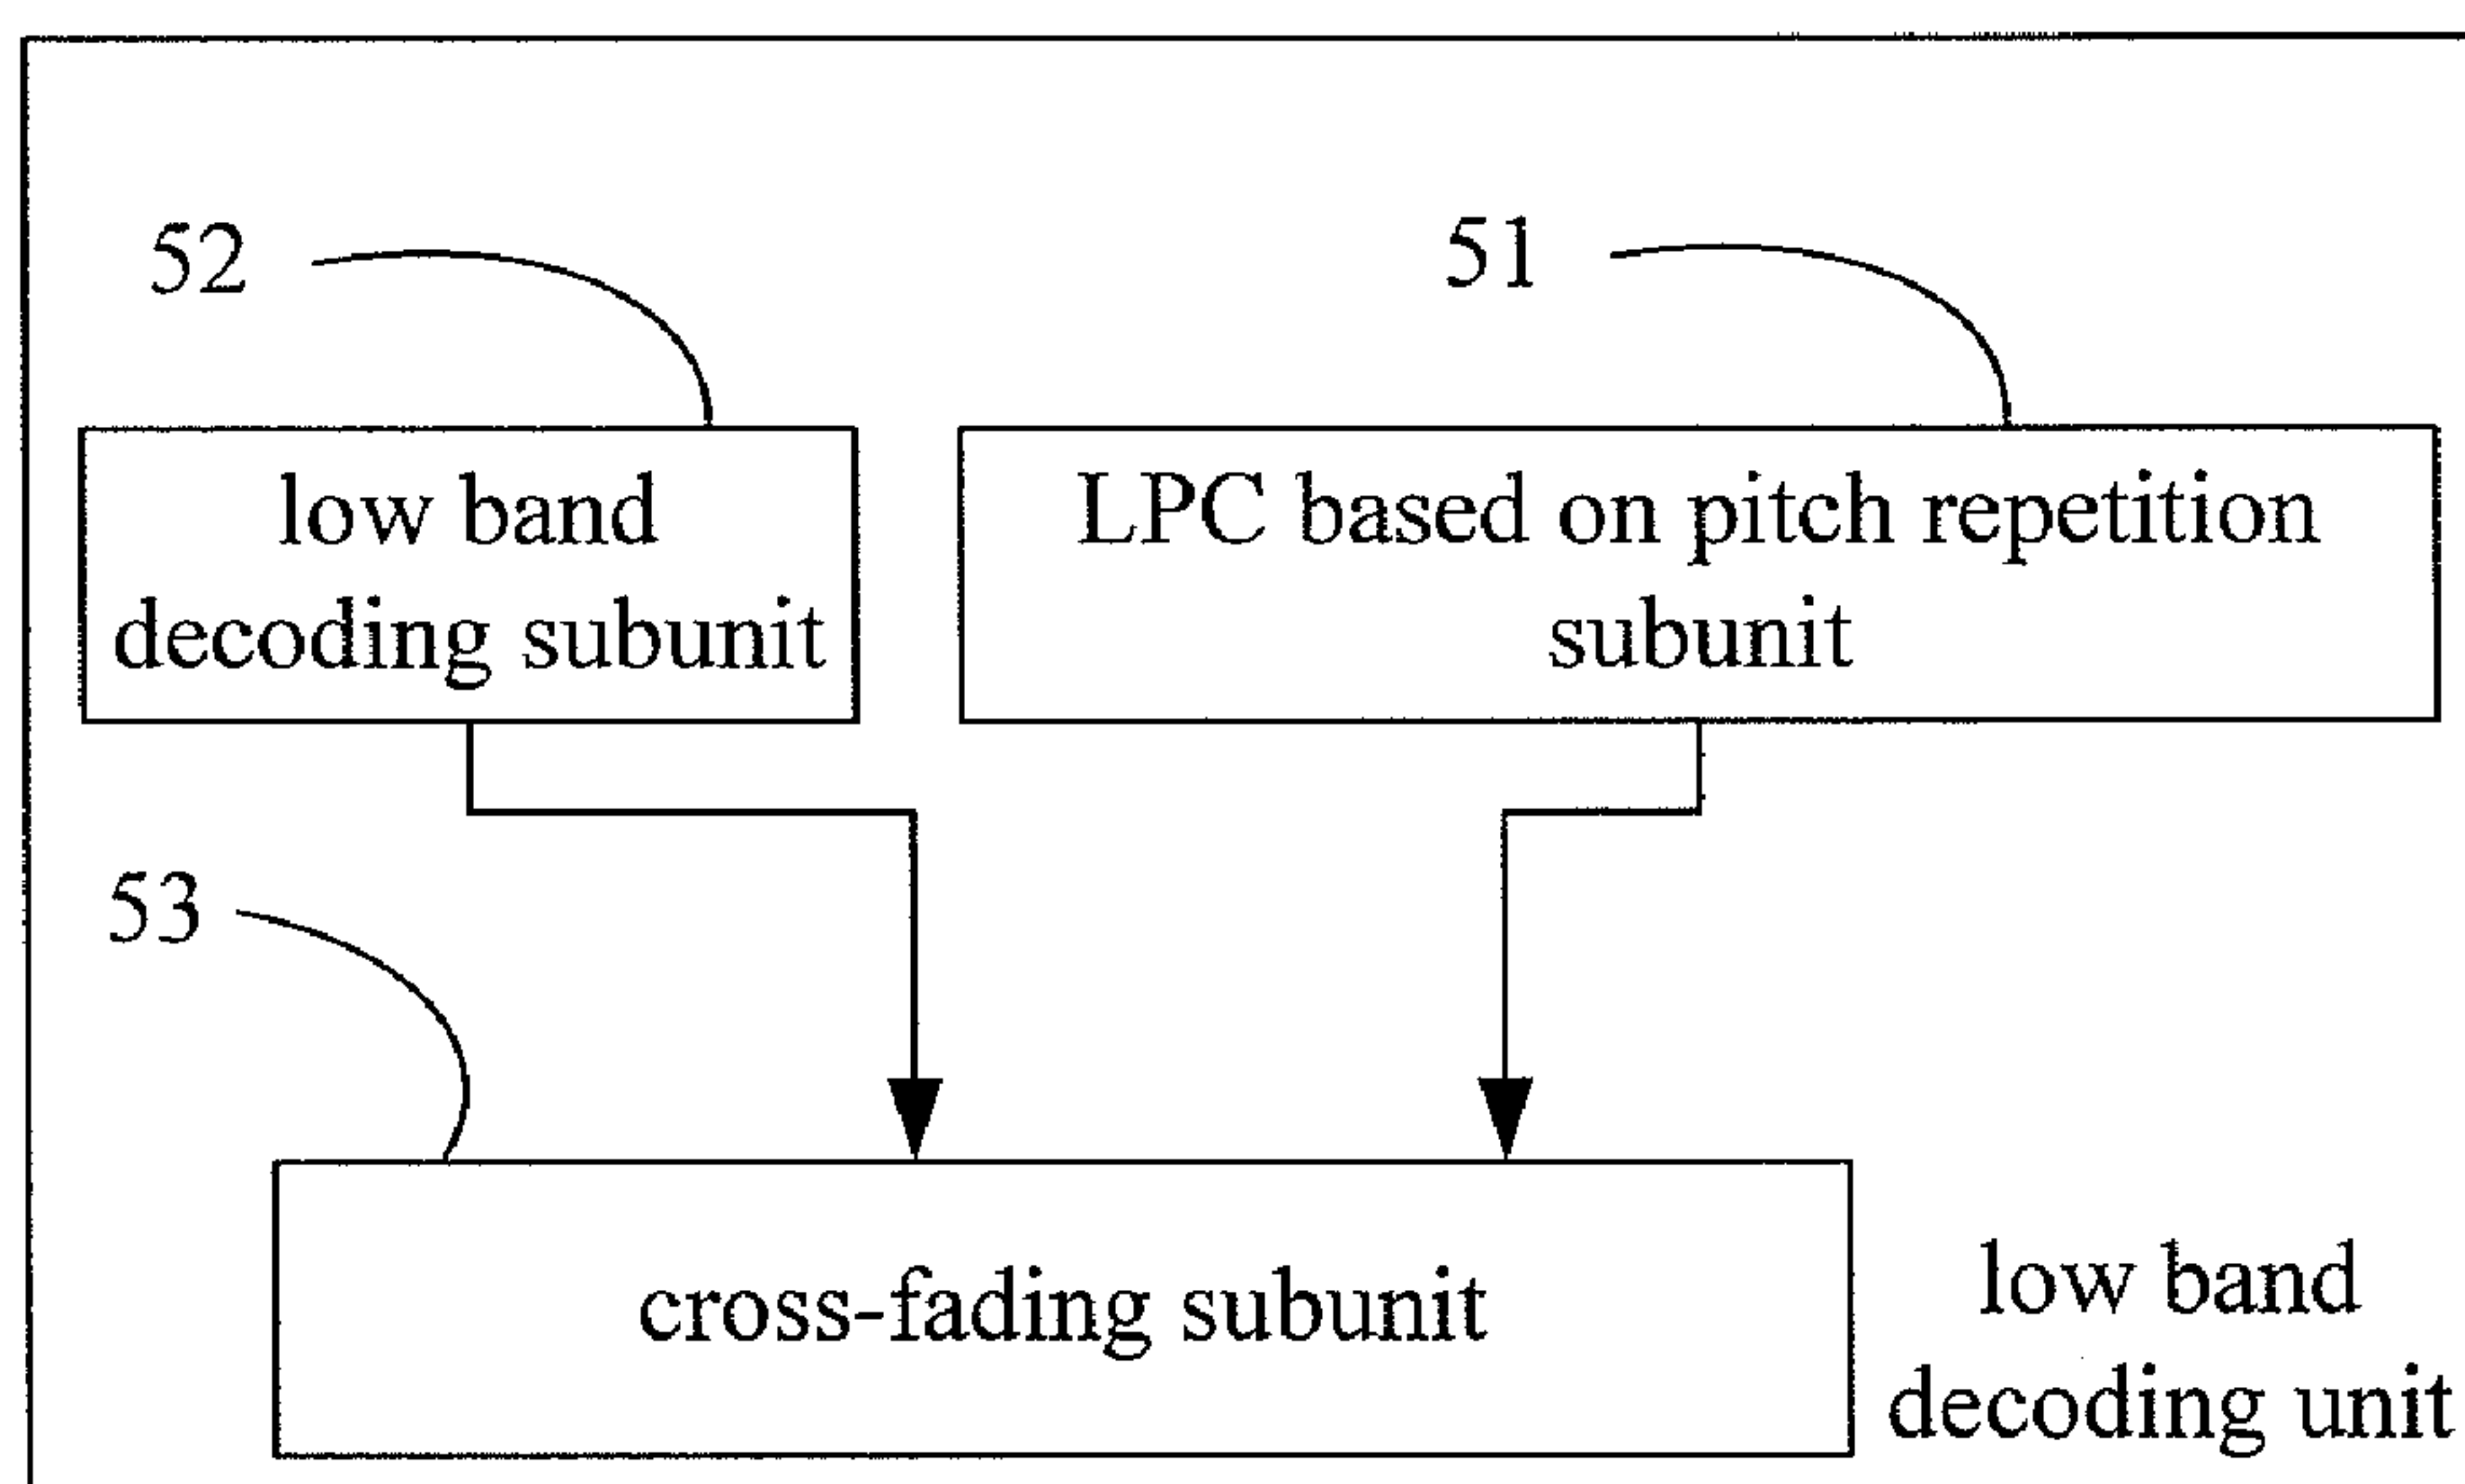 52
51
low band
decoding subunit
LPC based on pitch repetition
subunit
53
cross-fading subunit
low band
decoding unit